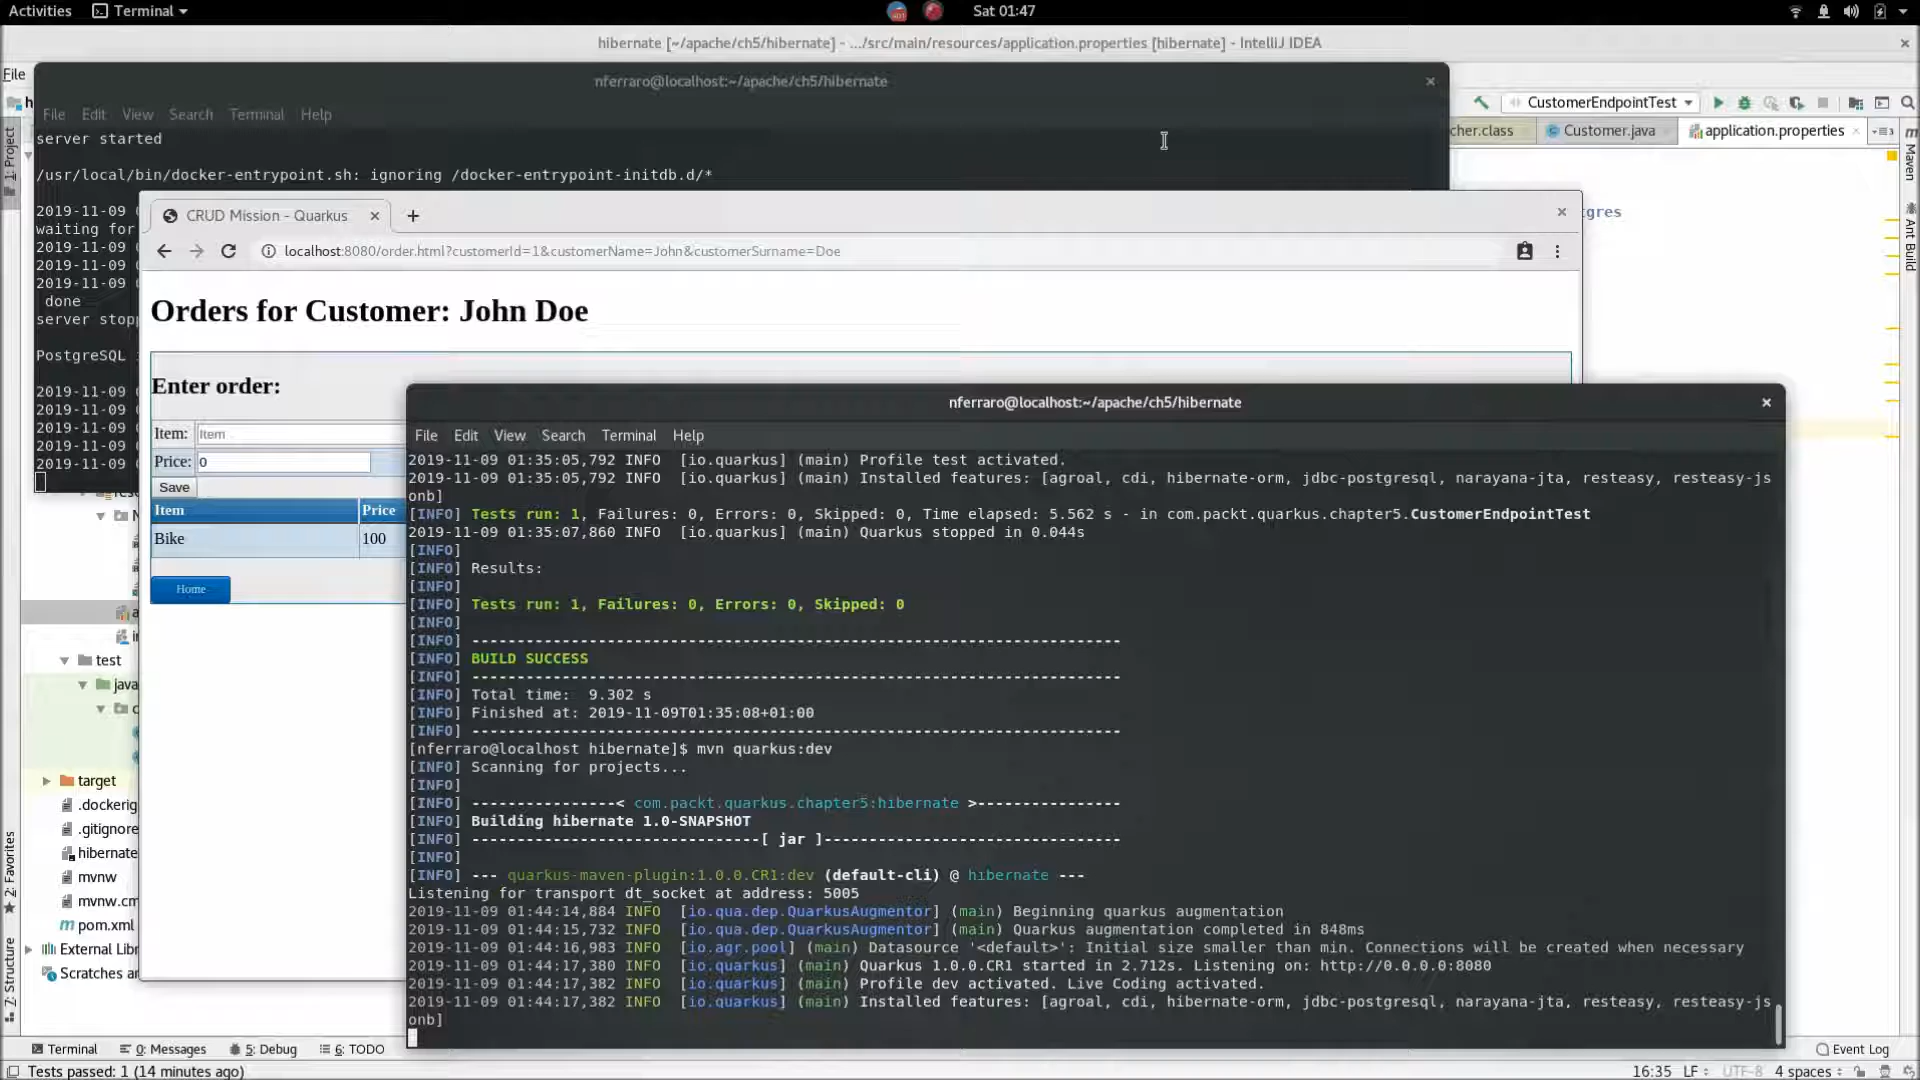 Activities Terminal Sat 01:47
hibernate [~/apache/ch5/hibernate] - .../src/main/resources/application.properties [hibernate] - IntelliJ IDEA
File
nferraro@localhost:~/apache/ch5/hibernate
CustomerEndpointTest
File Edit View Search Terminal Help
cher.class Customer.java application.properties
1: Project
Maven
Ant Build
server started
/usr/local/bin/docker-entrypoint.sh: ignoring /docker-entrypoint-initdb.d/*
2019-11-09 0
waiting for
2019-11-09 0
2019-11-09 0
2019-11-09 0
done
server stopp
PostgreSQL
2019-11-09 0
2019-11-09 0
2019-11-09 0
2019-11-09 0
2019-11-09 0
tgres
CRUD Mission - Quarkus
localhost:8080/order.html?customerId=1&customerName=John&customerSurname=Doe
Orders for Customer: John Doe
Enter order:
Item: Item
Price: 0
Save
Item Price
Bike 100
Home
nferraro@localhost:~/apache/ch5/hibernate
File Edit View Search Terminal Help
2019-11-09 01:35:05,792 INFO [io.quarkus] (main) Profile test activated.
2019-11-09 01:35:05,792 INFO [io.quarkus] (main) Installed features: [agroal, cdi, hibernate-orm, jdbc-postgresql, narayana-jta, resteasy, resteasy-js
onb]
[INFO] Tests run: 1, Failures: 0, Errors: 0, Skipped: 0, Time elapsed: 5.562 s - in com.packt.quarkus.chapter5.CustomerEndpointTest
2019-11-09 01:35:07,860 INFO [io.quarkus] (main) Quarkus stopped in 0.044s
[INFO]
[INFO] Results:
[INFO]
[INFO] Tests run: 1, Failures: 0, Errors: 0, Skipped: 0
[INFO]
[INFO] ------------------------------------------------------------------------
[INFO] BUILD SUCCESS
[INFO] ------------------------------------------------------------------------
[INFO] Total time: 9.302 s
[INFO] Finished at: 2019-11-09T01:35:08+01:00
[INFO] ------------------------------------------------------------------------
[nferraro@localhost hibernate]$ mvn quarkus:dev
[INFO] Scanning for projects...
[INFO]
[INFO] ----------------< com.packt.quarkus.chapter5:hibernate >----------------
[INFO] Building hibernate 1.0-SNAPSHOT
[INFO] --------------------------------[ jar ]---------------------------------
[INFO]
[INFO] --- quarkus-maven-plugin:1.0.0.CR1:dev (default-cli) @ hibernate ---
Listening for transport dt_socket at address: 5005
2019-11-09 01:44:14,884 INFO [io.qua.dep.QuarkusAugmentor] (main) Beginning quarkus augmentation
2019-11-09 01:44:15,732 INFO [io.qua.dep.QuarkusAugmentor] (main) Quarkus augmentation completed in 848ms
2019-11-09 01:44:16,983 INFO [io.agr.pool] (main) Datasource '<default>': Initial size smaller than min. Connections will be created when necessary
2019-11-09 01:44:17,380 INFO [io.quarkus] (main) Quarkus 1.0.0.CR1 started in 2.712s. Listening on: http://0.0.0.0:8080
2019-11-09 01:44:17,382 INFO [io.quarkus] (main) Profile dev activated. Live Coding activated.
2019-11-09 01:44:17,382 INFO [io.quarkus] (main) Installed features: [agroal, cdi, hibernate-orm, jdbc-postgresql, narayana-jta, resteasy, resteasy-js
onb]
test
java
target
.dockerig
.gitignore
hibernate
mvnw
mvnw.cm
pom.xml
External Libr
Scratches an
2: Favorites
7: Structure
Terminal 0: Messages 5: Debug 6: TODO Event Log
Tests passed: 1 (14 minutes ago) 16:35 LF UTF-8 4 spaces